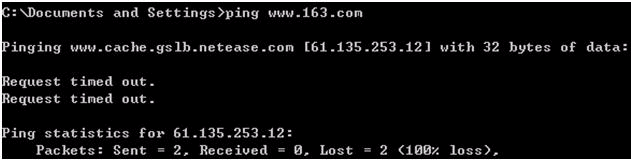 C:\Documents and Settings>ping www.163.com
Pinging www.cache.gslb.netease.com [61.135.253.12] with 32 bytes of data:
Request timed out.
Request timed out.
Ping statistics for 61.135.253.12:
    Packets: Sent = 2, Received = 0, Lost = 2 (100% loss),